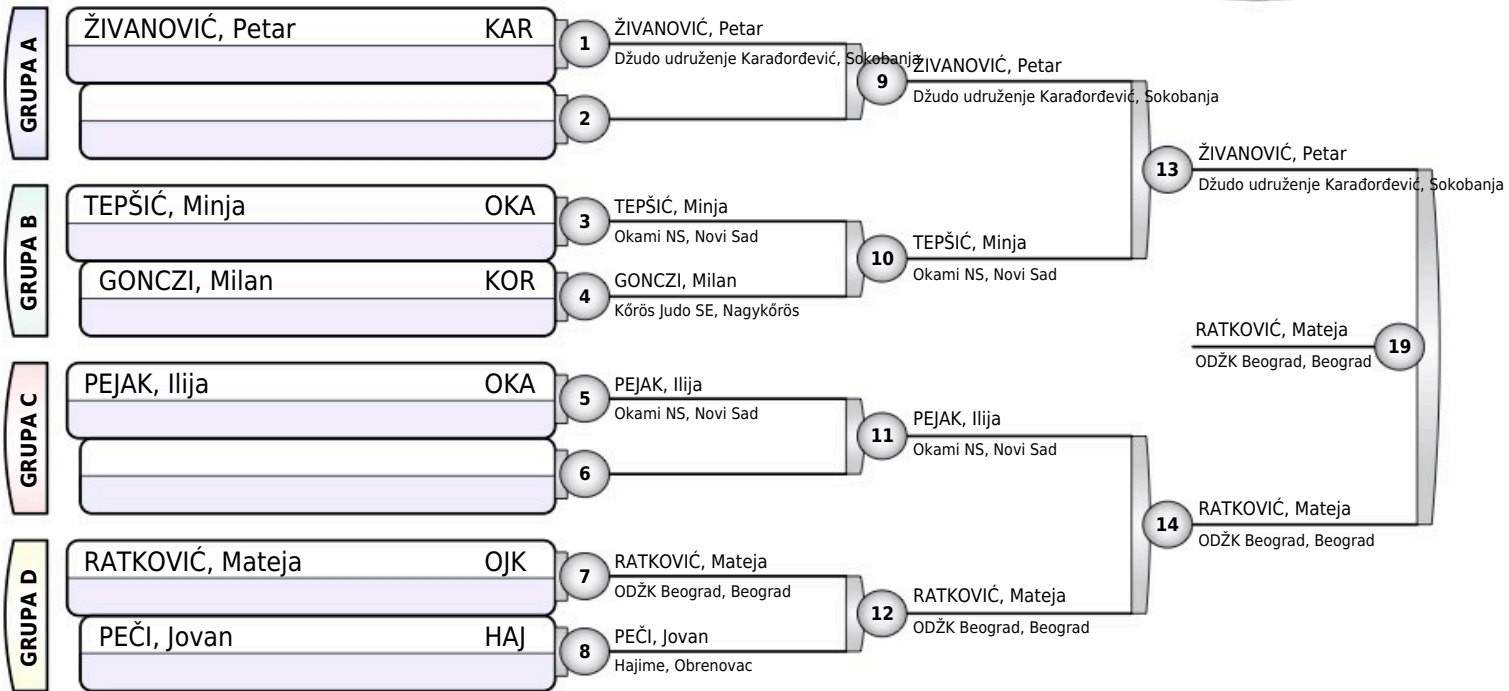 GRUPA A
ŽIVANOVIĆ, Petar KAR
1
ŽIVANOVIĆ, Petar
Džudo udruženje Karađorđević, Sokobanja
2
9
ŽIVANOVIĆ, Petar
Džudo udruženje Karađorđević, Sokobanja
GRUPA B
TEPŠIĆ, Minja OKA
3
TEPŠIĆ, Minja
Okami NS, Novi Sad
GONCZI, Milan KOR
4
GONCZI, Milan
Kőrös Judo SE, Nagykőrös
10
TEPŠIĆ, Minja
Okami NS, Novi Sad
13
ŽIVANOVIĆ, Petar
Džudo udruženje Karađorđević, Sokobanja
GRUPA C
PEJAK, Ilija OKA
5
PEJAK, Ilija
Okami NS, Novi Sad
6
11
PEJAK, Ilija
Okami NS, Novi Sad
GRUPA D
RATKOVIĆ, Mateja OJK
7
RATKOVIĆ, Mateja
ODŽK Beograd, Beograd
PEČI, Jovan HAJ
8
PEČI, Jovan
Hajime, Obrenovac
12
RATKOVIĆ, Mateja
ODŽK Beograd, Beograd
14
RATKOVIĆ, Mateja
ODŽK Beograd, Beograd
RATKOVIĆ, Mateja
ODŽK Beograd, Beograd
19